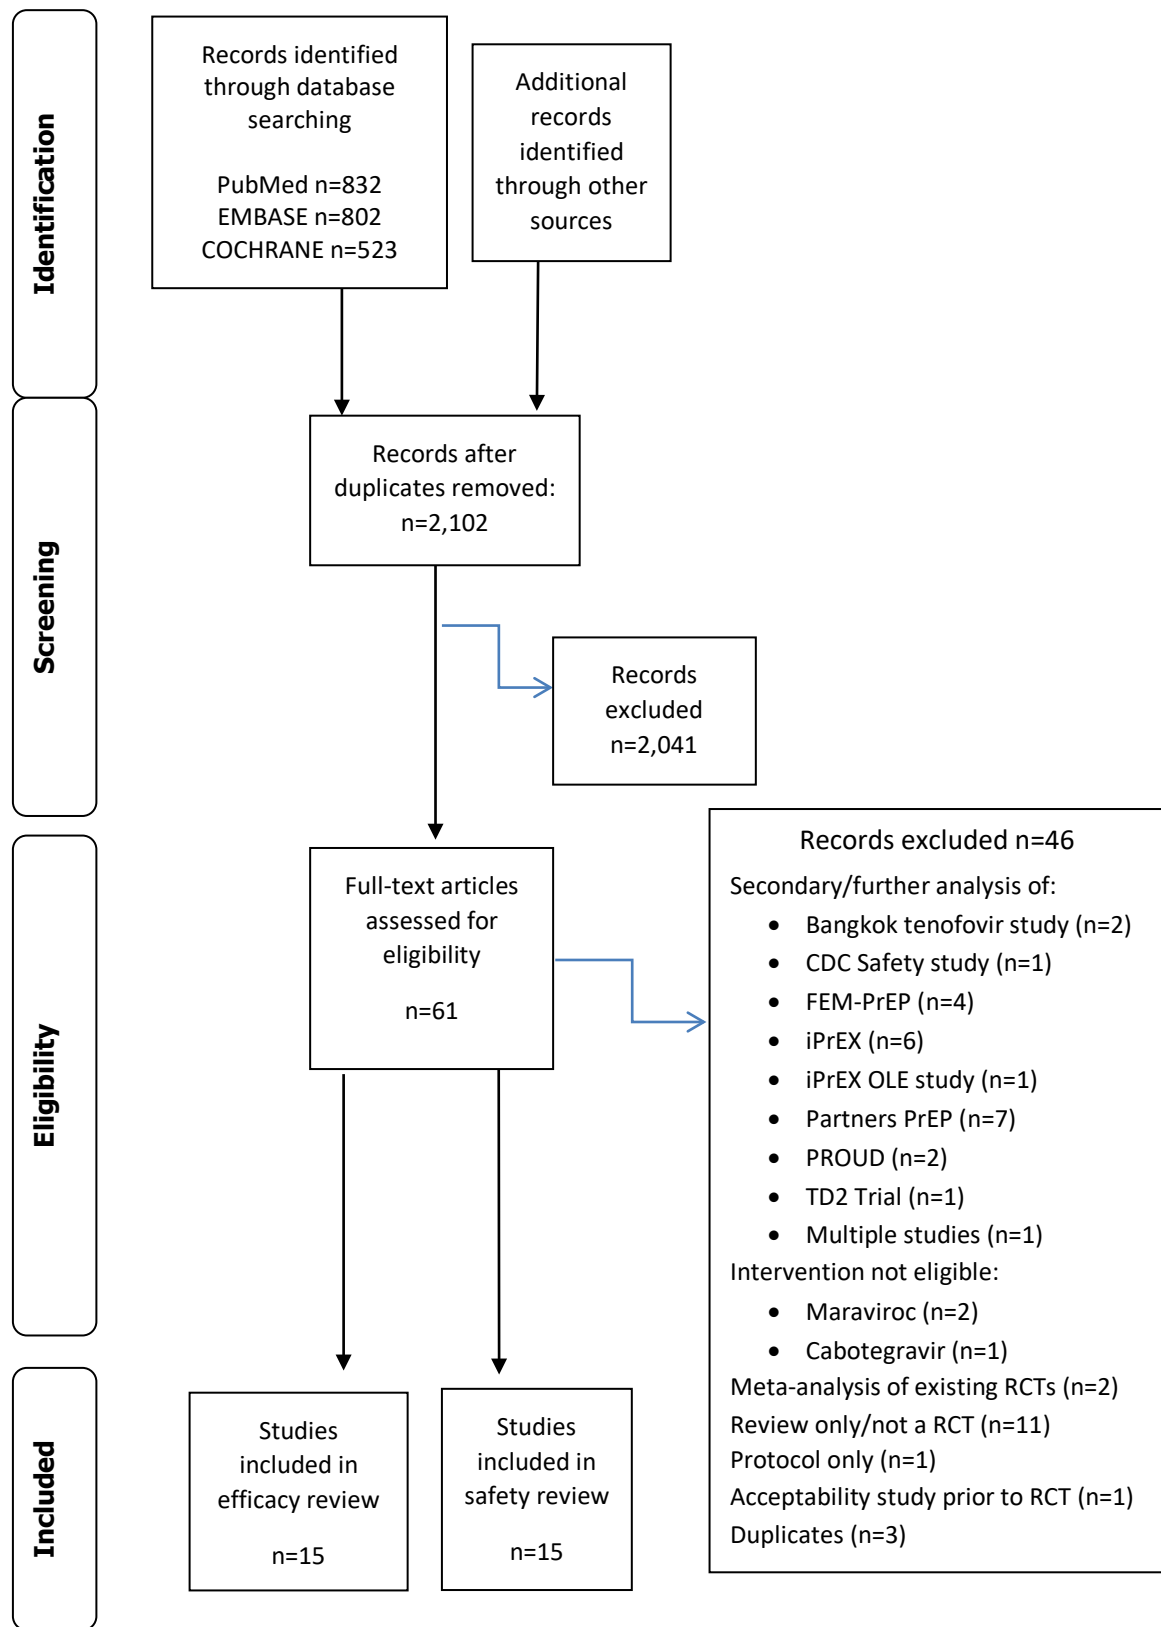 Identification
Records identified
through database
searching
PubMed n=832
EMBASE n=802
COCHRANE n=523
Additional
records
identified
through other
sources
Screening
Records after
duplicates removed:
n=2,102
Records
excluded
n=2,041
Eligibility
Full-text articles
assessed for
eligibility
n=61
Records excluded n=46
Secondary/further analysis of:
• Bangkok tenofovir study (n=2)
• CDC Safety study (n=1)
• FEM-PrEP (n=4)
• iPrEX (n=6)
• iPrEX OLE study (n=1)
• Partners PrEP (n=7)
• PROUD (n=2)
• TD2 Trial (n=1)
• Multiple studies (n=1)
Intervention not eligible:
• Maraviroc (n=2)
• Cabotegravir (n=1)
Meta-analysis of existing RCTs (n=2)
Review only/not a RCT (n=11)
Protocol only (n=1)
Acceptability study prior to RCT (n=1)
Duplicates (n=3)
Included
Studies
included in
efficacy review
n=15
Studies
included in
safety review
n=15